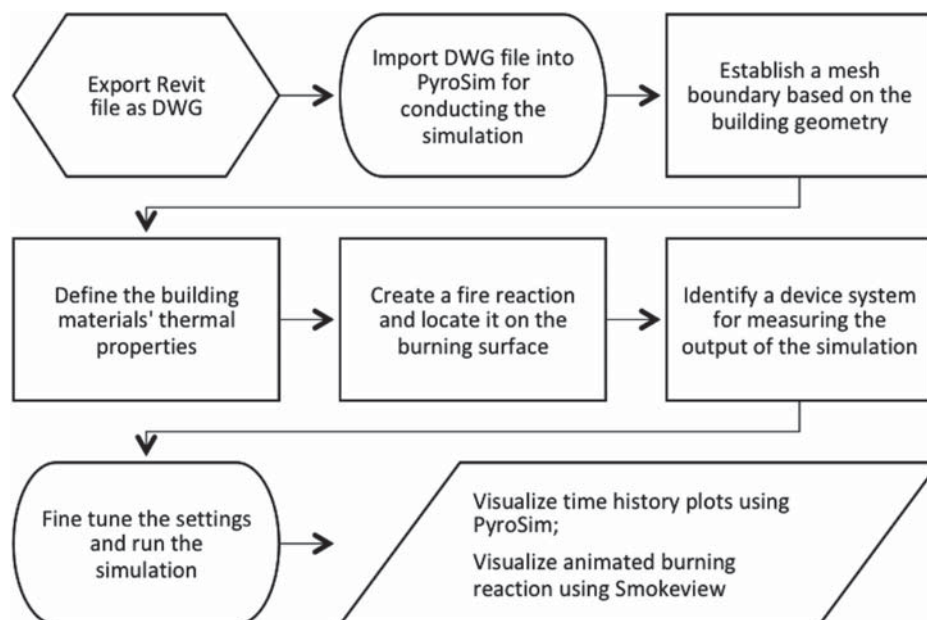 Export Revit
file as DWG
Import DWG file into
PyroSim for
conducting the
simulation
Establish a mesh
boundary based on the
building geometry
Define the building
materials' thermal
properties
Create a fire reaction
and locate it on the
burning surface
Identify a device system
for measuring the
output of the simulation
Fine tune the settings
and run the
simulation
Visualize time history plots using
PyroSim;
Visualize animated burning
reaction using Smokeview